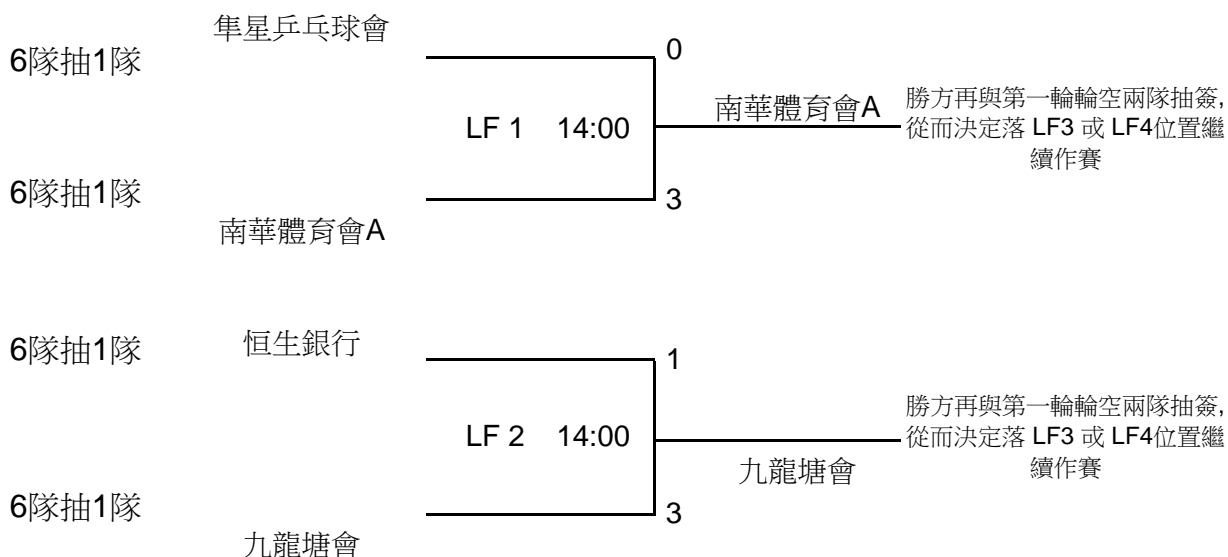 隼星乒乓球會
6隊抽1隊
0
LF 1 14:00
南華體育會A
勝方再與第一輪輪空兩隊抽簽,
從而決定落 LF3 或 LF4位置繼
續作賽
6隊抽1隊
3
南華體育會A
恒生銀行
6隊抽1隊
1
LF 2 14:00
九龍塘會
勝方再與第一輪輪空兩隊抽簽,
從而決定落 LF3 或 LF4位置繼
續作賽
6隊抽1隊
3
九龍塘會